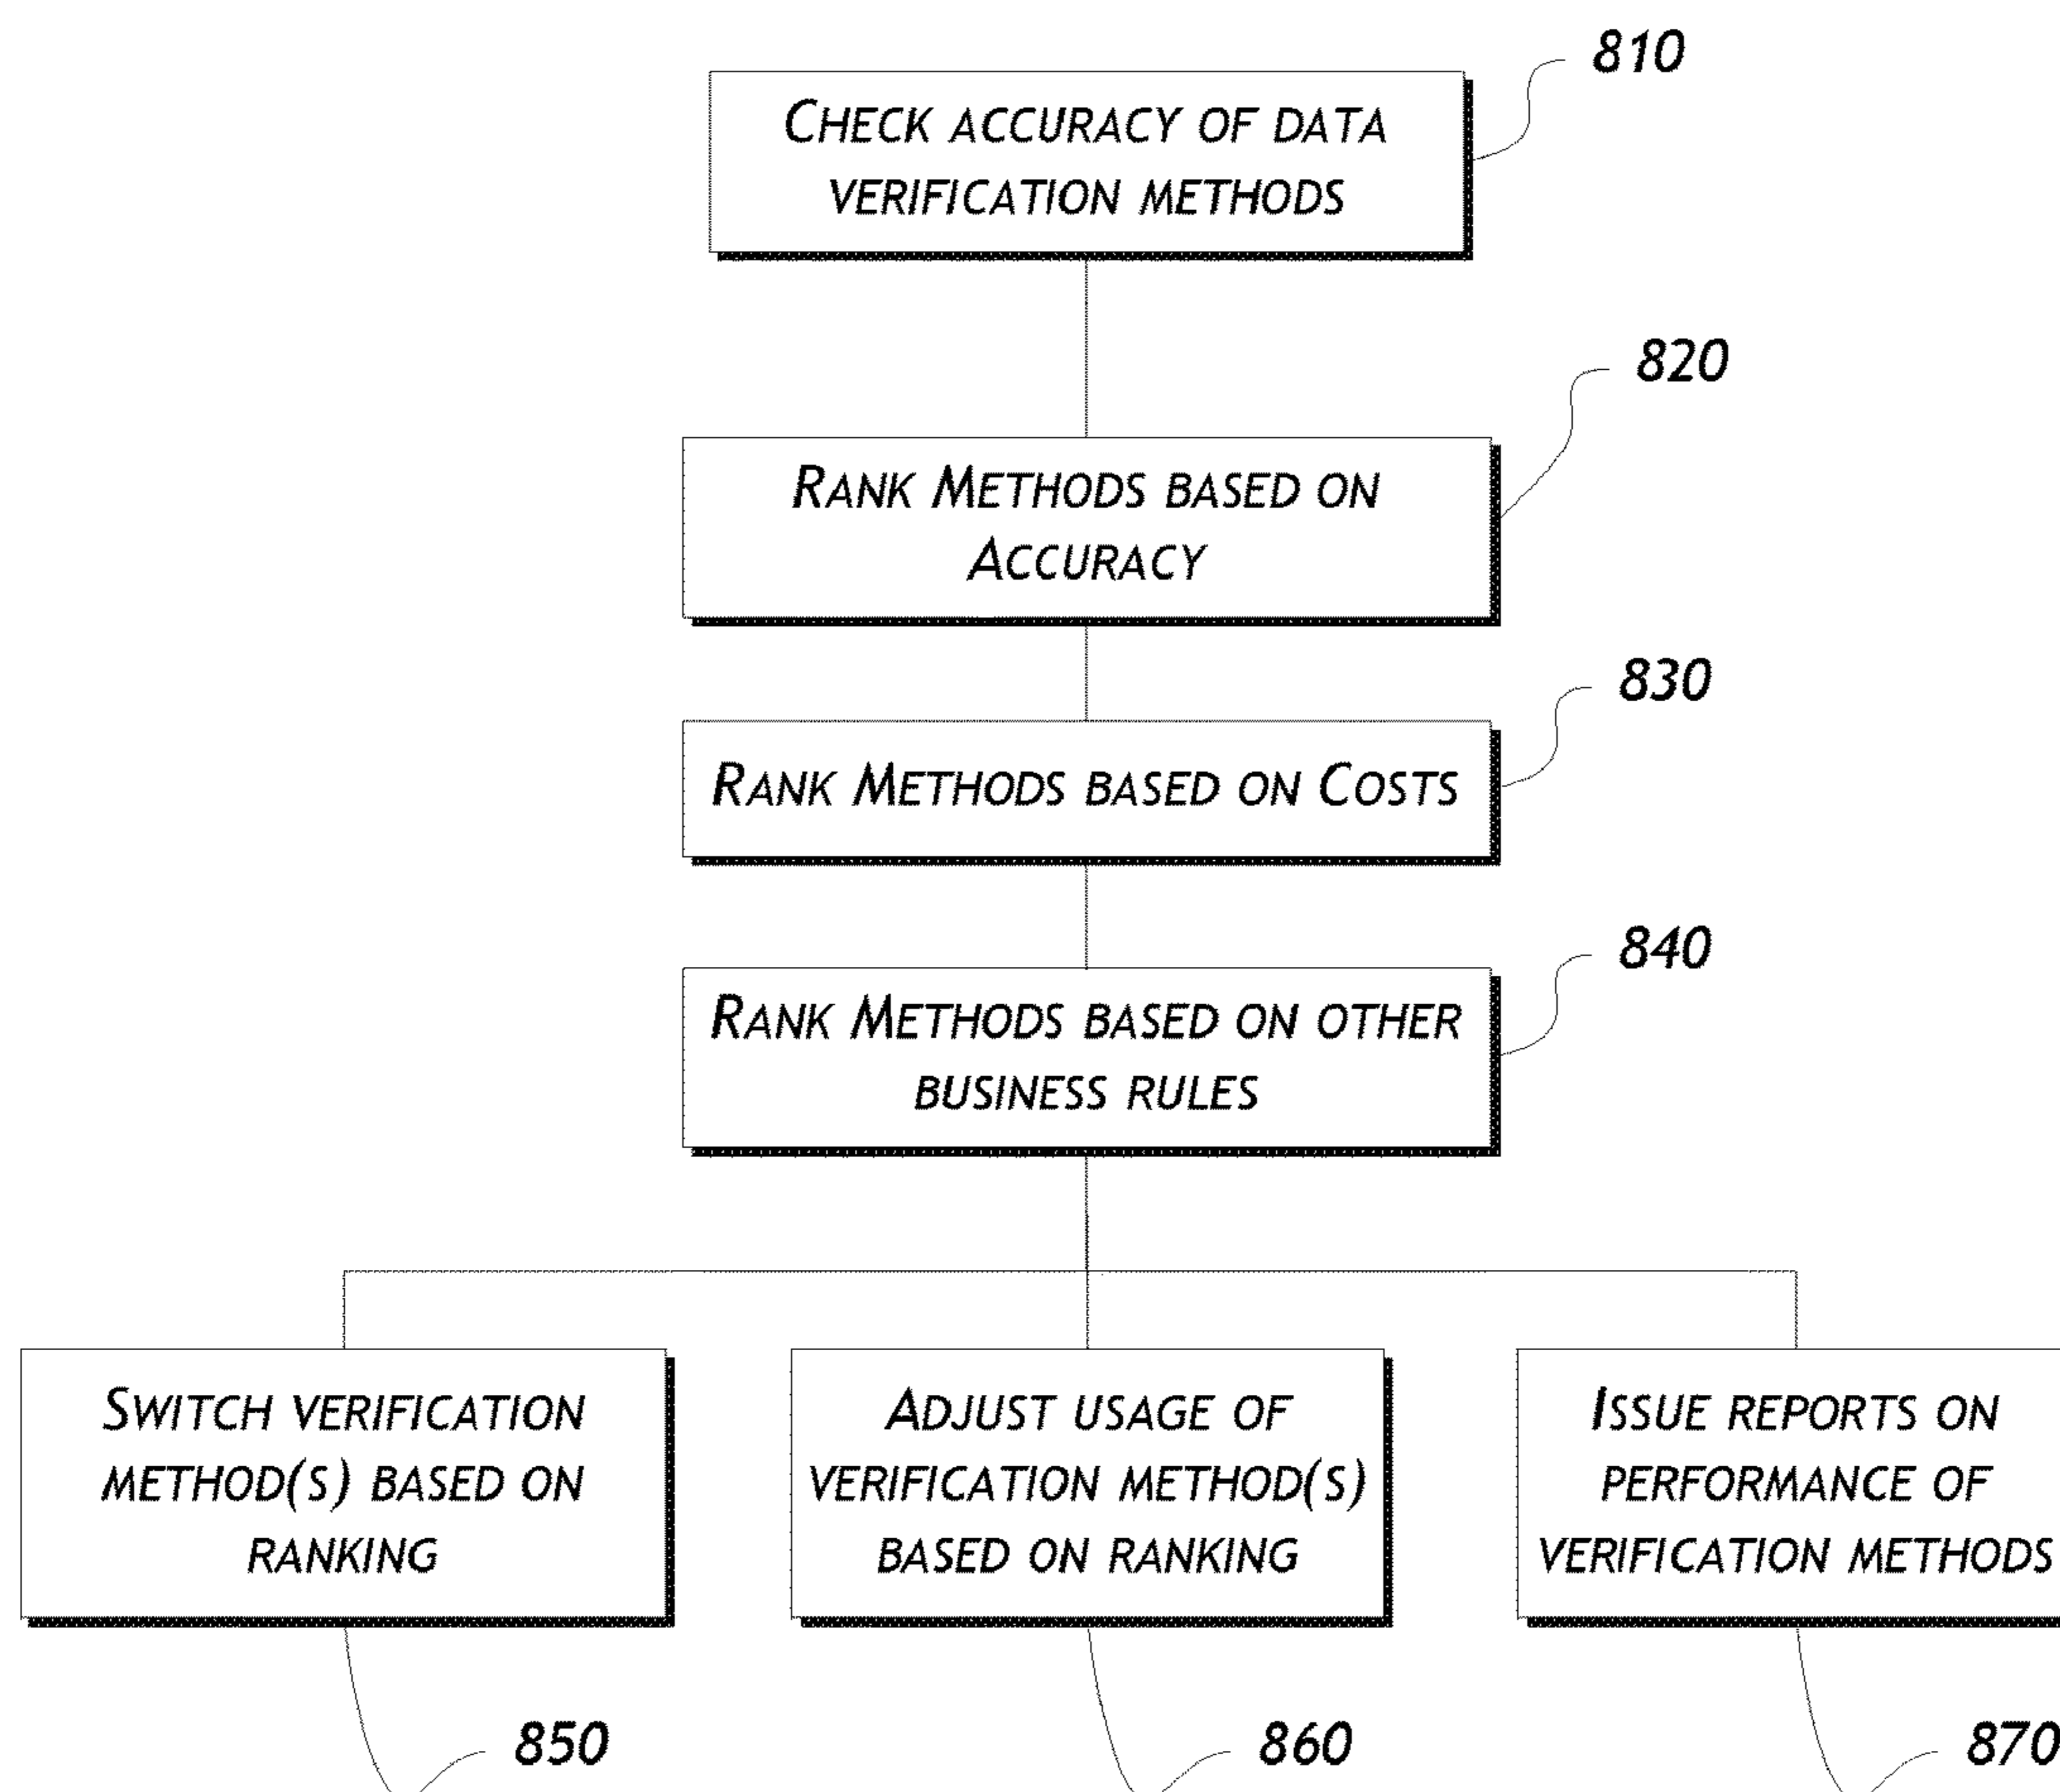 810
CHECK ACCURACY OF DATA
VERIFICATION METHODS
820
RANK METHODS BASED ON
ACCURACY
830
RANK METHODS BASED ON COSTS
840
RANK METHODS BASED ON OTHER
BUSINESS RULES
SWITCH VERIFICATION
METHOD(S) BASED ON
RANKING
ADJUST USAGE OF
VERIFICATION METHOD(S)
BASED ON RANKING
ISSUE REPORTS ON
PERFORMANCE OF
VERIFICATION METHODS
850
860
870